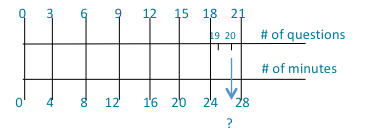 0 3 6 9 12 15 18 21
19 20
# of questions
# of minutes
0 4 8 12 16 20 24 28
?